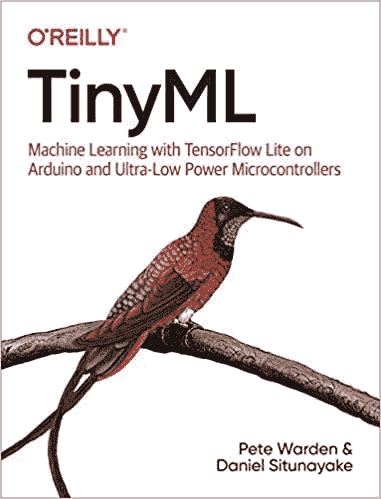 O'REILLY®
TinyML
Machine Learning with TensorFlow Lite on
Arduino and Ultra-Low Power Microcontrollers
Pete Warden &
Daniel Situnayake